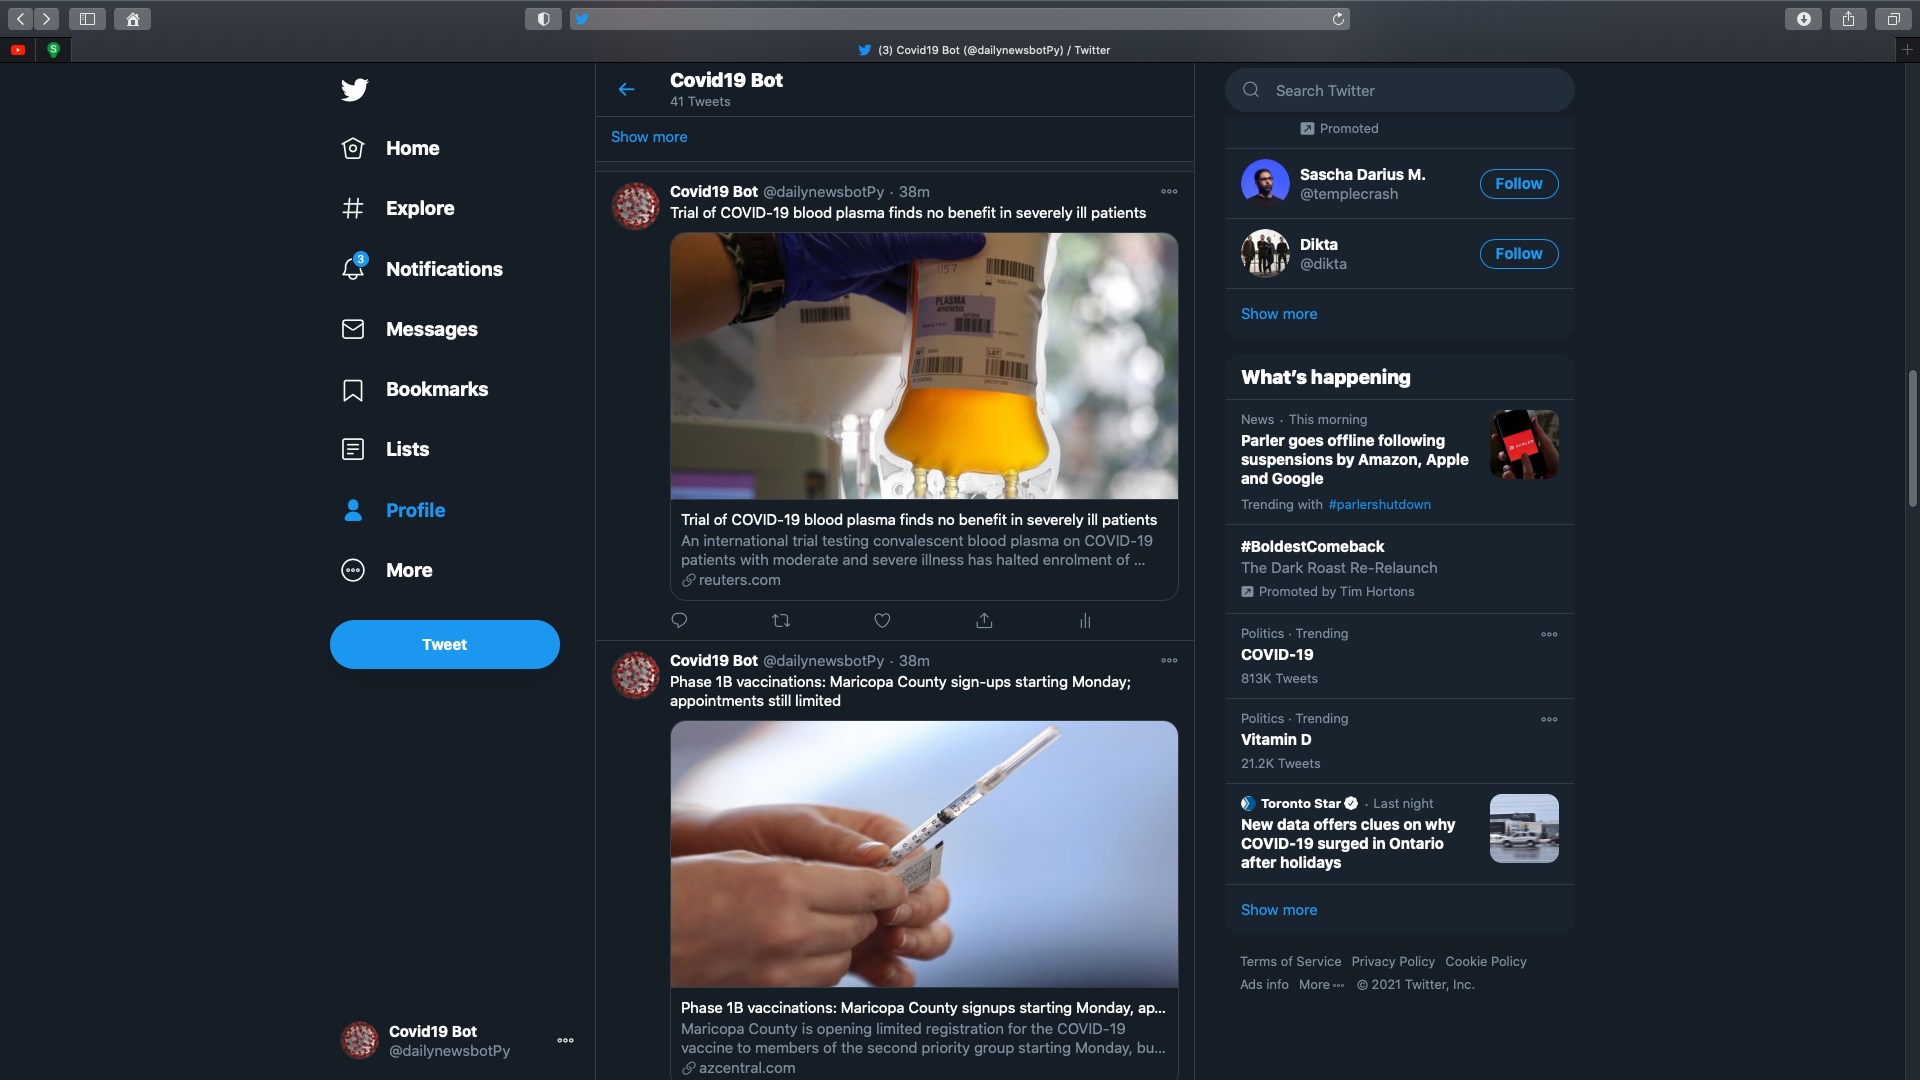 (3) Covid19 Bot (@dailynewsbotPy) / Twitter
Home
Explore
3
Notifications
Messages
Bookmarks
Lists
Profile
More
Tweet
Covid19 Bot
@dailynewsbotPy
Covid19 Bot
41 Tweets
Show more
Covid19 Bot @dailynewsbotPy · 38m
Trial of COVID-19 blood plasma finds no benefit in severely ill patients
1157
PLASMA
APHERESIS
LOT
Trial of COVID-19 blood plasma finds no benefit in severely ill patients
An international trial testing convalescent blood plasma on COVID-19
patients with moderate and severe illness has halted enrolment of ...
reuters.com
Covid19 Bot @dailynewsbotPy · 38m
Phase 1B vaccinations: Maricopa County sign-ups starting Monday;
appointments still limited
Phase 1B vaccinations: Maricopa County signups starting Monday, ap...
Maricopa County is opening limited registration for the COVID-19
vaccine to members of the second priority group starting Monday, bu...
azcentral.com
Search Twitter
Promoted
Sascha Darius M.
@templecrash
Follow
Dikta
@dikta
Follow
Show more
What's happening
News · This morning
Parler goes offline following
suspensions by Amazon, Apple
and Google
Trending with #parlershutdown
PARLER
#BoldestComeback
The Dark Roast Re-Relaunch
Promoted by Tim Hortons
Politics · Trending
COVID-19
813K Tweets
Politics · Trending
Vitamin D
21.2K Tweets
Toronto Star · Last night
New data offers clues on why
COVID-19 surged in Ontario
after holidays
Show more
Terms of Service Privacy Policy Cookie Policy
Ads info More © 2021 Twitter, Inc.